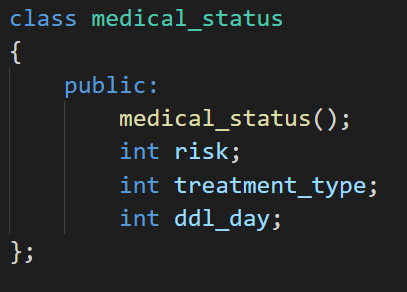 class medical_status
{
    public:
        medical_status();
        int risk;
        int treatment_type;
        int ddl_day;
};